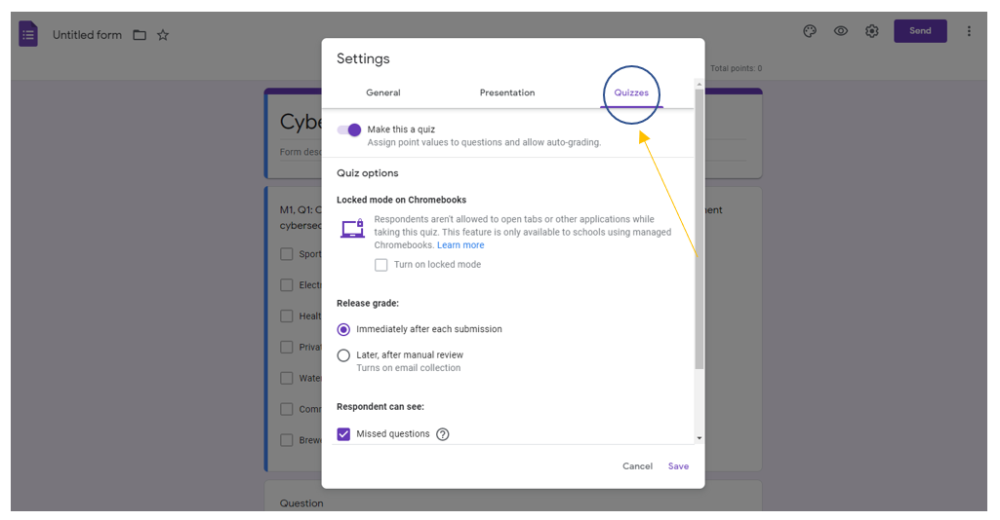 Untitled form
Send
Total points: 0
Settings
General Presentation Quizzes
Make this a quiz
Assign point values to questions and allow auto-grading.
Quiz options
Locked mode on Chromebooks
Respondents aren't allowed to open tabs or other applications while
taking this quiz. This feature is only available to schools using managed
Chromebooks. Learn more
Turn on locked mode
Release grade:
Immediately after each submission
Later, after manual review
Turns on email collection
Respondent can see:
Missed questions
Cancel Save
Cybe
Form desc
M1, Q1: C
ment
cybersec
Sport
Electr
Healt
Privat
Wate
Com
Brew
Question